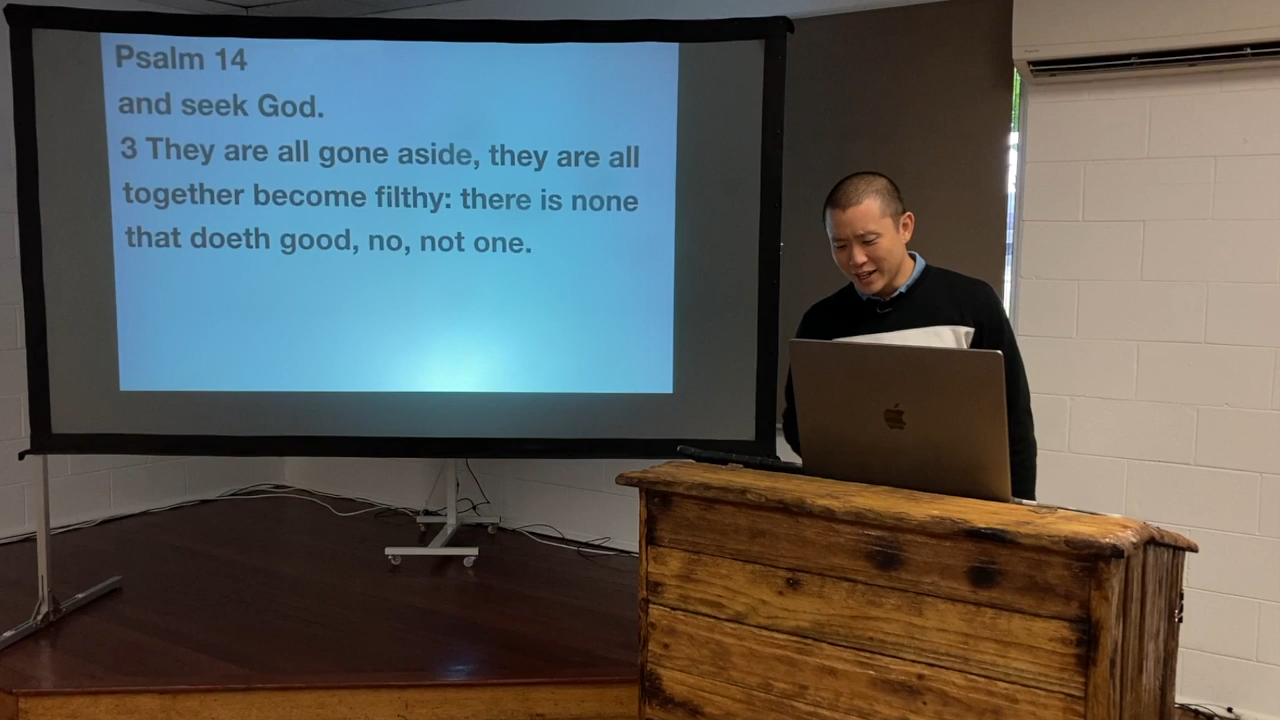 Psalm 14
and seek God.
3 They are all gone aside, they are all
together become filthy: there is none
that doeth good, no, not one.